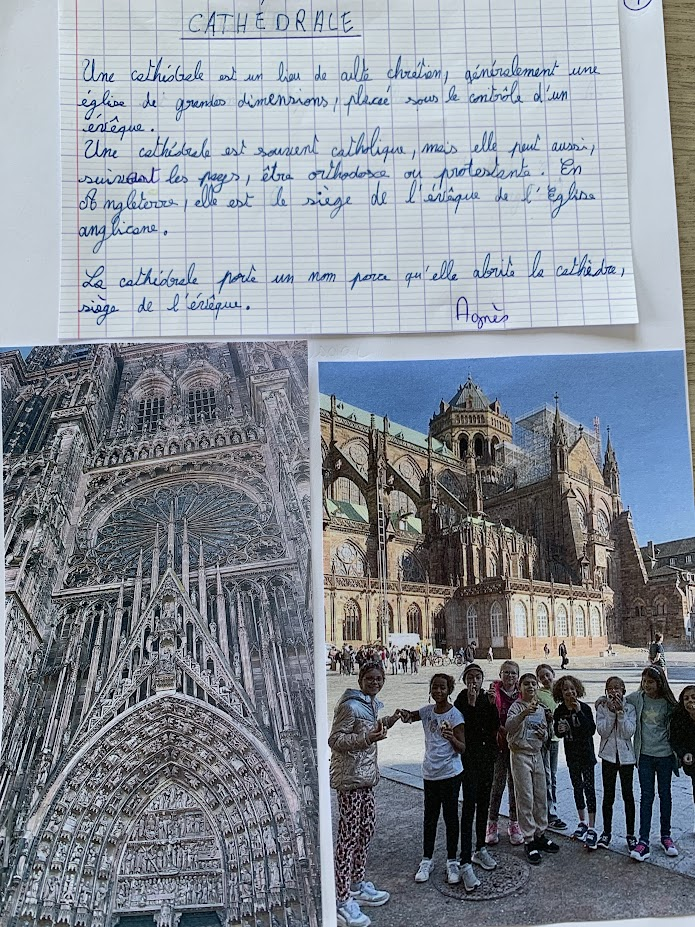 1
CATHÉDRALE
Une cathédrale est un lieu de culte chrétien, généralement une
église de grandes dimensions, placée sous le contrôle d'un
évêque.
Une cathédrale est souvent catholique, mais elle peut aussi,
suivant les pays, être orthodoxe ou protestante. En
Angleterre, elle est le siège de l'évêque de l'Eglise
anglicane.
La cathédrale porte un nom parce qu'elle abrite la cathèdre,
siège de l'évêque.
Agnès